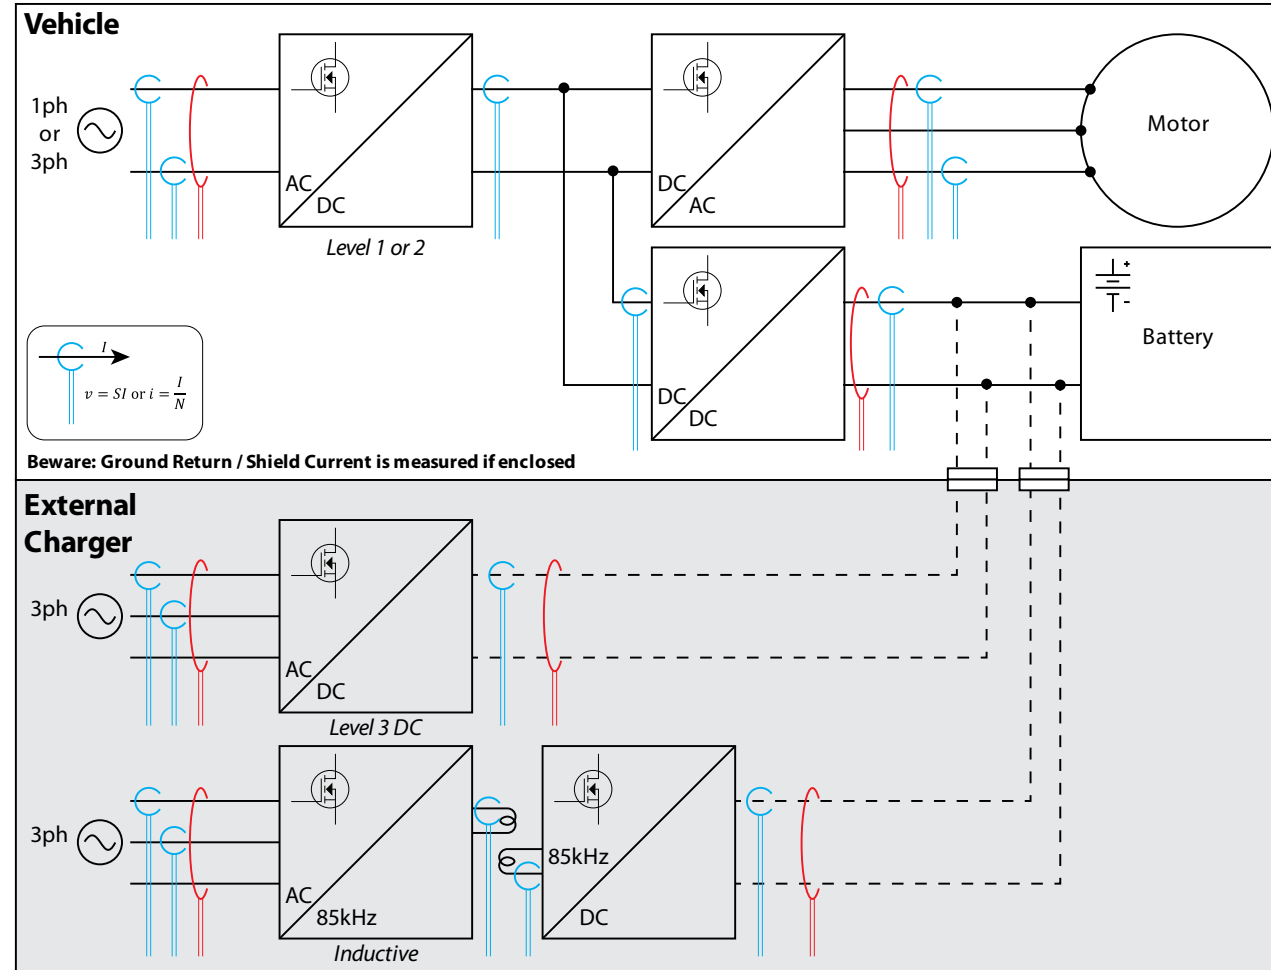 Vehicle
1ph
or
3ph
AC
DC
Level 1 or 2
DC
AC
Motor
DC
DC
+
-
Battery
I
v = SI or i = I/N
Beware: Ground Return / Shield Current is measured if enclosed
External
Charger
3ph
AC
DC
Level 3 DC
3ph
AC
85kHz
Inductive
85kHz
DC